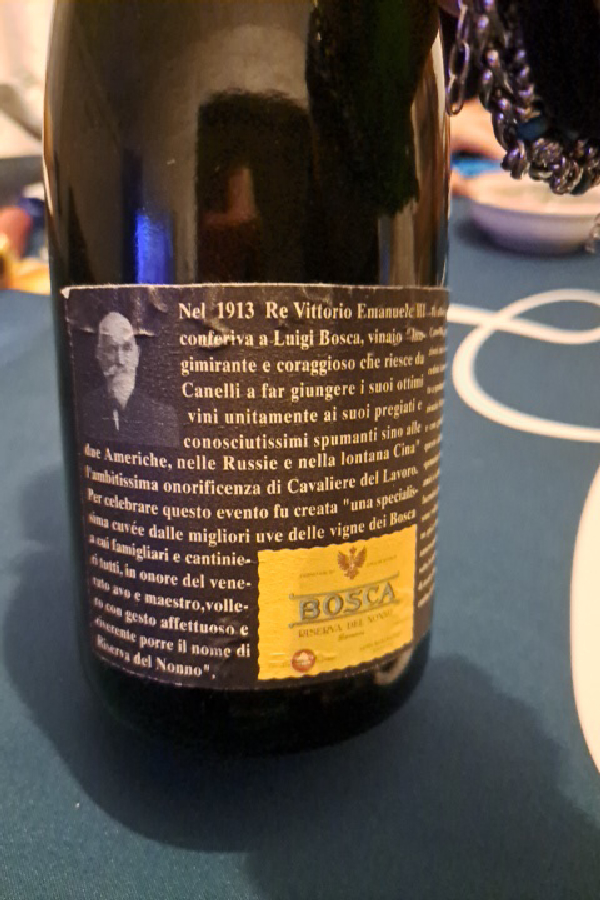 Nel 1913 Re Vittorio Emanuele III
conferiva a Luigi Bosca, vinaio "lun-
gimirante e coraggioso che riesce da
Canelli a far giungere i suoi ottimi
vini unitamente ai suoi pregiati e
conosciutissimi spumanti sino alle
due Americhe, nelle Russie e nella lontana Cina"
l'ambitissima onorificenza di Cavaliere del Lavoro.
Per celebrare questo evento fu creata "una specialis-
sima cuvée dalle migliori uve delle vigne dei Bosca
a cui famigliari e cantinie-
ri tutti, in onore del vene-
rato avo e maestro, volle-
ro con gesto affettuoso e
riverente porre il nome di
Riserva del Nonno".
BOSCA
RISERVA DEL NONNO